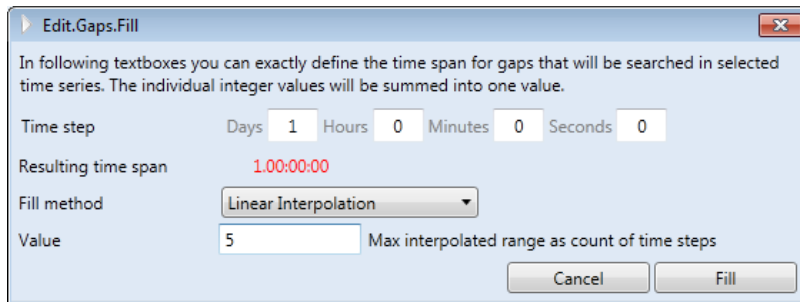 Edit.Gaps.Fill
In following textboxes you can exactly define the time span for gaps that will be searched in selected
time series. The individual integer values will be summed into one value.
Time step Days 1 Hours 0 Minutes 0 Seconds 0
Resulting time span 1.00:00:00
Fill method Linear Interpolation
Value 5 Max interpolated range as count of time steps
Cancel Fill